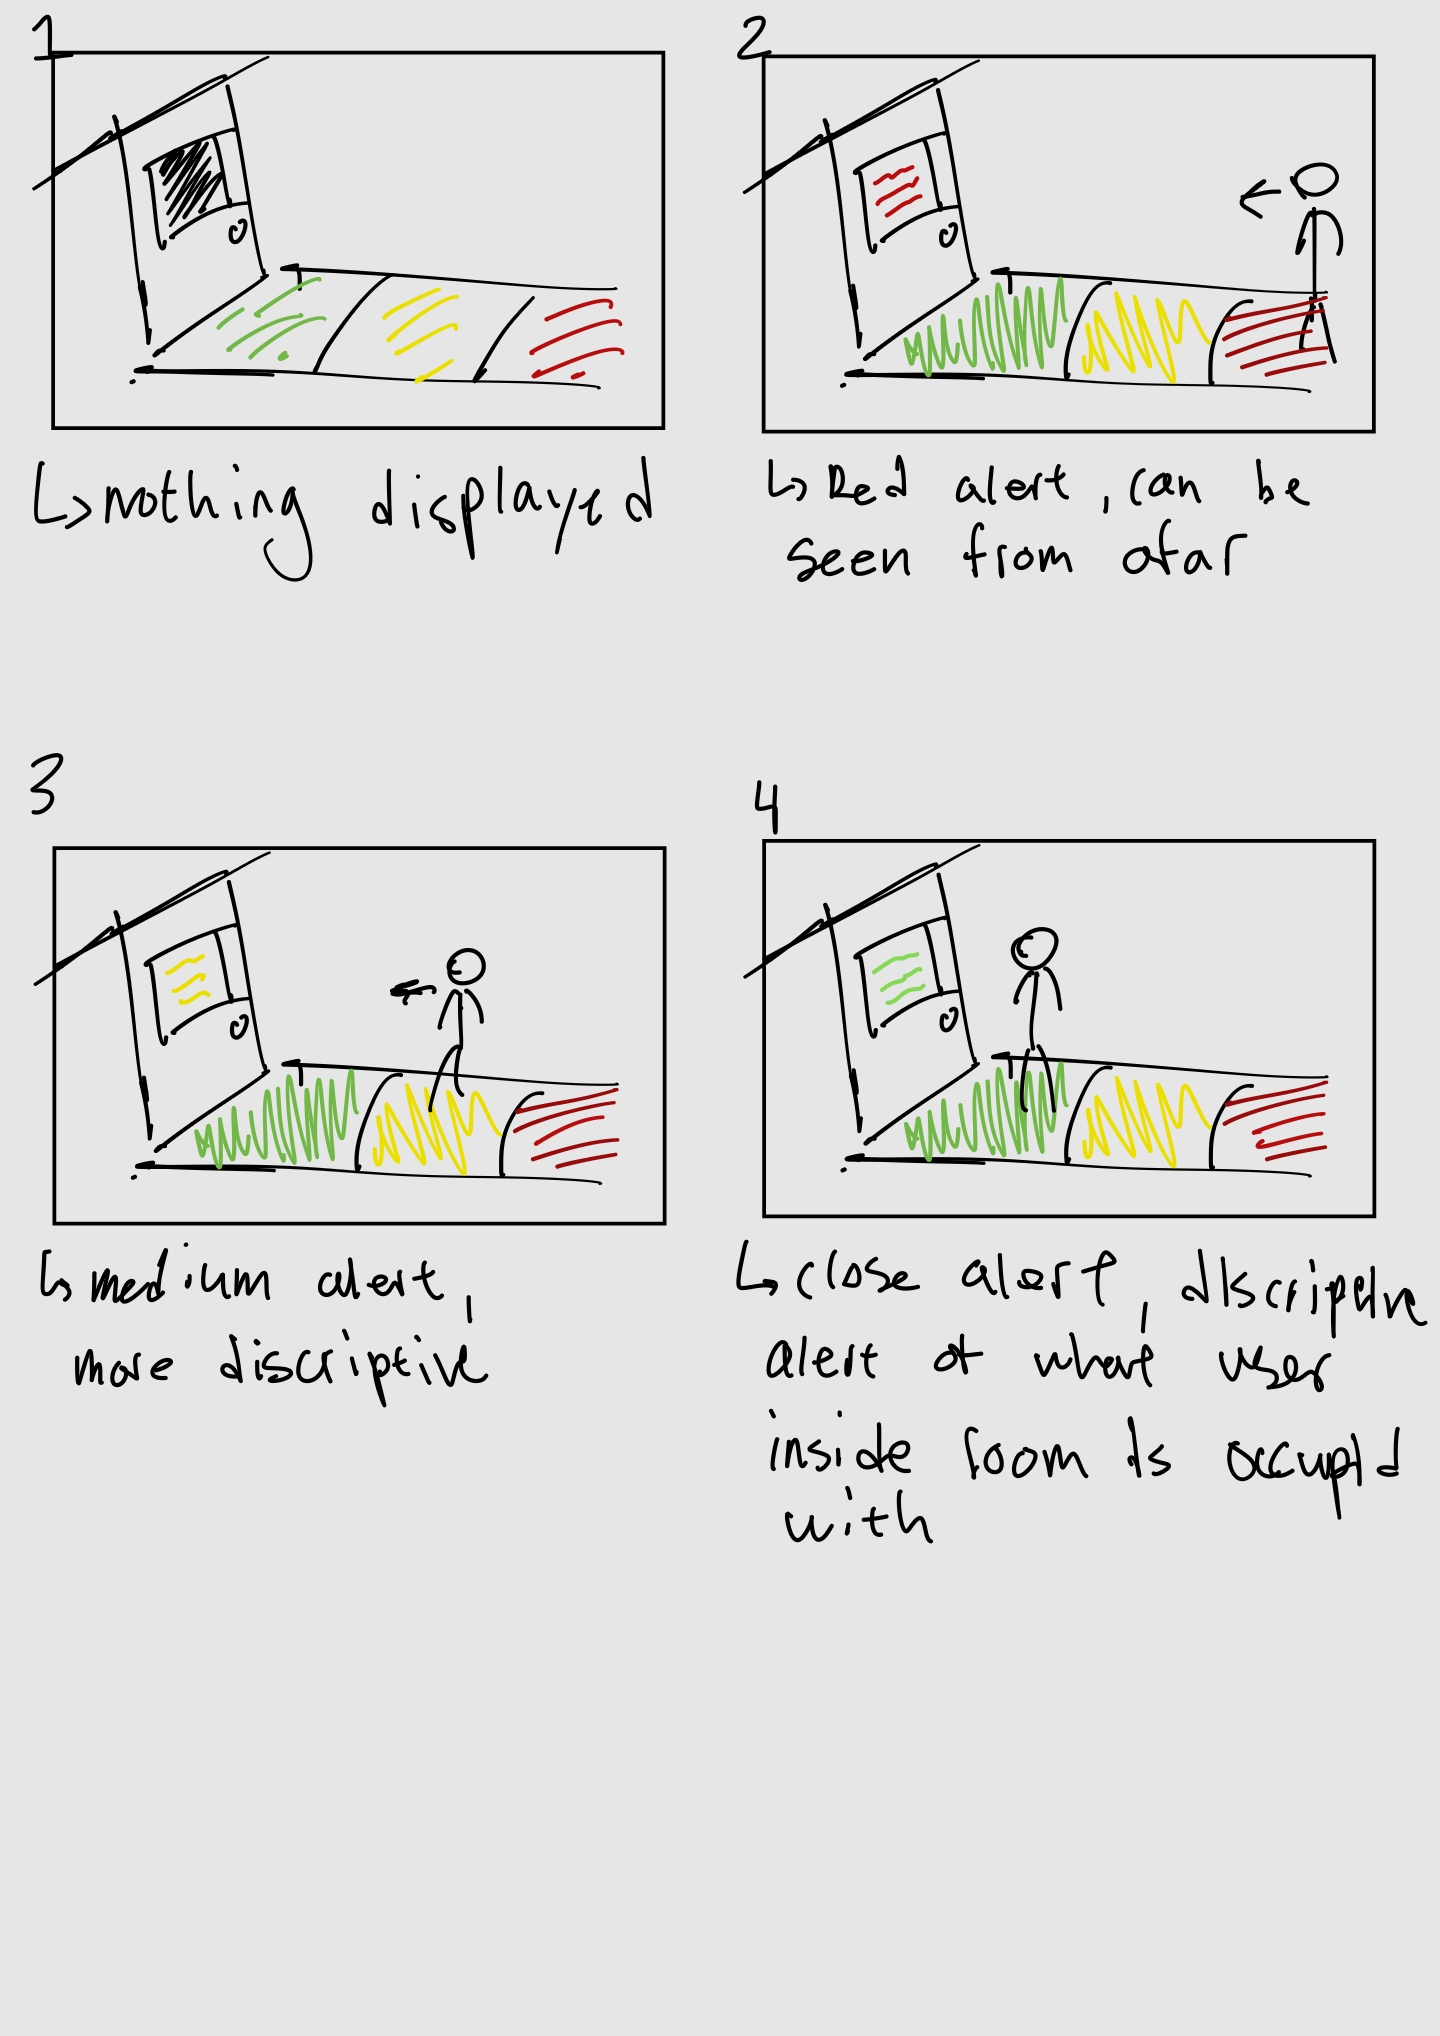 1
↳ nothing displayed
2
↳ Red alert, can be
seen from afar
3
↳ medium alert,
more discriptive
4
↳ close alert, discriptive
alert of what user
inside room is occupid
with